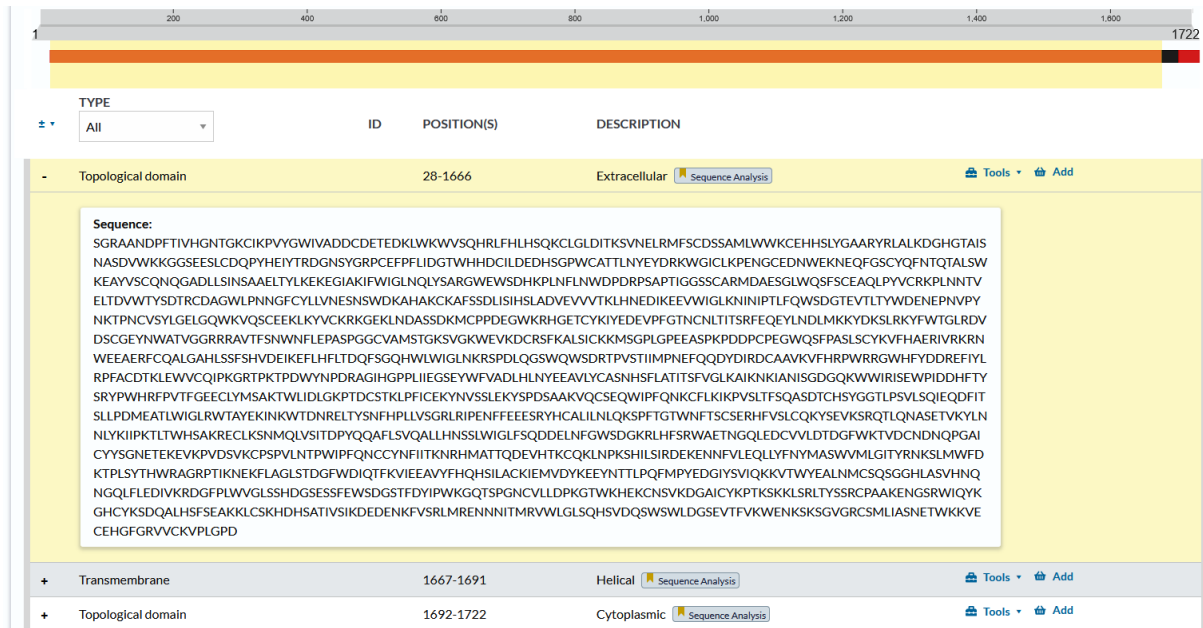 200 400 600 800 1,000 1,200 1,400 1,600
1 1722
TYPE
± ▾ All ID POSITION(S) DESCRIPTION
- Topological domain 28-1666 Extracellular Sequence Analysis Tools Add
Sequence:
SGRAANDPFTIVHGNTGKCIKPVYGWIVADDCDETEDKLWKWVSQHRLFHLHSQKCLGLDITKSVNELRMFSCDSSAMLWWKCEHHSLYGAARYRLALKDGHGTAIS
NASDVWKKGGSEESLCDQPYHEIYTRDGNSYGRPCEFPFLIDGTWHHDCILDEDHSGPWCATTLNYEYDRKWGICLKPENGCEDNWEKNEQFGSCYQFNTQTALSW
KEAYVSCQNQGADLLSINSAAELTYLKEKEGIAKIFWIGLNQLYSARGWEWSDHKPLNFLNWDPDRPSAPTIGGSSCARMDAESGLWQSFSCEAQLPYVCRKPLNNTV
ELTDVWTYSDTRCDAGWLPNNGFCYLLVNESNSWDKAHAKCKAFSSDLISIHSLADVEVVVTKLHNEDIKEEVWIGLKNINIPTLFQWSDGTEVTLTYWDENEPNVPY
NKTPNCVSYLGELGQWKVQSCEEKLKYVCKRKGEKLNDASSDKMCPPDEGWKRHGETCYKIYEDEVPFGTNCNLTITSRFEQEYLNDLMKKYDKSLRKYFWTGLRDV
DSCGEYNWATVGGRRRAVTFSNWNFLEPASPGGCVAMSTGKSVGKWEVKDCRSFKALSICKKMSGPLGPEEASPKPDDPCPEGWQSFPASLSCYKVFHAERIVRKRN
WEEAERFCQALGAHLSSFSHVDEIKEFLHFLTDQFSGQHWLWIGLNKRSPDLQGSWQWSDRTPVSTIIMPNEFQQDYDIRDCAAVKVFHRPWRRGWHFYDDREFIYL
RPFACDTKLEWVCQIPKGRTPKTPDWYNPDRAGIHGPPLIIEGSEYWFVADLHLNYEEAVLYCASNHSFLATITSFVGLKAIKNKIANISGDGQKWWIRISEWPIDDHFTY
SRYPWHRFPVTFGEECLYMSAKTWLIDLGKPTDCSTKLPFICEKYNVSSLEKYSPDSAAKVQCSEQWIPFQNKCFLKIKPVSLTFSQASDTCHSYGGTLPSVLSQIEQDFIT
SLLPDMEATLWIGLRWTAYEKINKWTDNRELTYSNFHPLLVSGRLRIPENFFEEESRYHCALILNLQKSPFTGTWNFTSCSERHFVSLCQKYSEVKSRQTLQNASETVKYLN
NLYKIIPKTLTWHSAKRECLKSNMQLVSITDPYQQAFLSVQALLHNSSLWIGLFSQDDELNFGWSDGKRLHFSRWAETNGQLEDCVVLDTDGFWKTVDCNDNQPGAI
CYYSGNETEKEVKPVDSVKCPSPVLNTPWIPFQNCCYNFIITKNRHMATTQDEVHTKCQKLNPKSHILSIRDEKENNFVLEQLLYFNYMASWVMLGITYRNKSLMWFD
KTPLSYTHWRAGRPTIKNEKFLAGLSTDGFWDIQTFKVIEEAVYFHQHSILACKIEMVDYKEEYNTTLPQFMPYEDGIYSVIQKKVTWYEALNMCSQSGGHLASVHNQ
NGQLFLEDIVKRDGFPLWVGLSSHDGSESSFEWSDGSTFDYIPWKGQTSPGNCVLLDPKGTWKHEKCNSVKDGAICYKPTKSKKLSRLTYSSRCPAAKENGSRWIQYK
GHCYKSDQALHSFSEAKKLCSKHDHSATIVSIKDEDENKFVSRLMRENNNITMRVWLGLSQHSVDQSWSWLDGSEVTFVKWENKSKSGVGRCSMLIASNETWKKVE
CEHGFGRVVCKVPLGPD
+ Transmembrane 1667-1691 Helical Sequence Analysis Tools Add
+ Topological domain 1692-1722 Cytoplasmic Sequence Analysis Tools Add